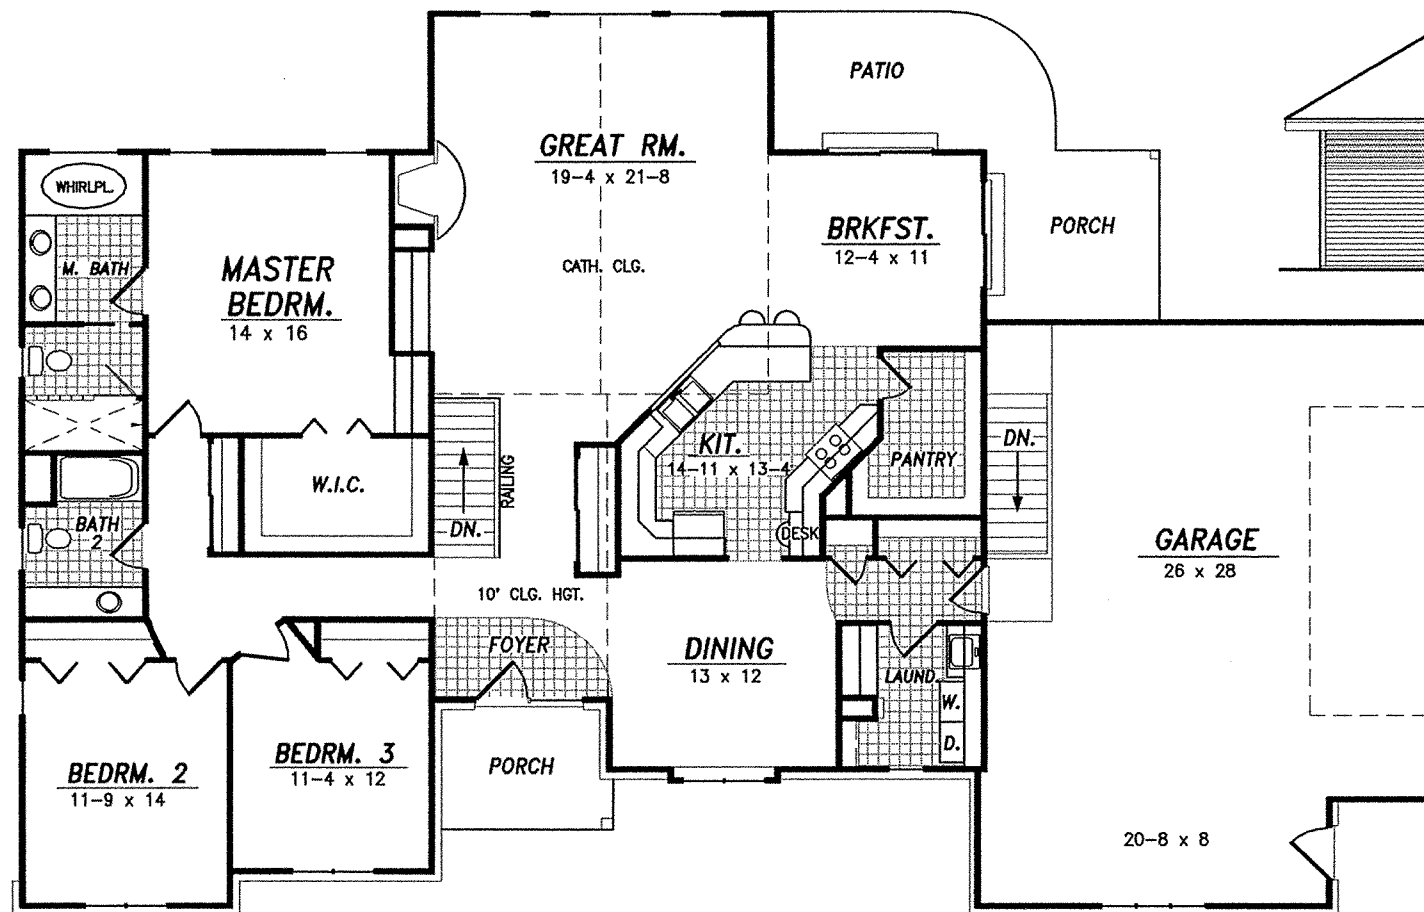 PATIO
GREAT RM.
19-4 x 21-8
WHIRLPL.
PORCH
BRKFST.
12-4 x 11
M. BATH
MASTER
BEDRM.
14 x 16
CATH. CLG.
KIT.
14-11 x 13-4
PANTRY
DN.
W.I.C.
RAILING
DN.
BATH
2
DESK
GARAGE
26 x 28
10' CLG. HGT.
FOYER
DINING
13 x 12
LAUND.
W.
D.
BEDRM. 2
11-9 x 14
BEDRM. 3
11-4 x 12
PORCH
20-8 x 8